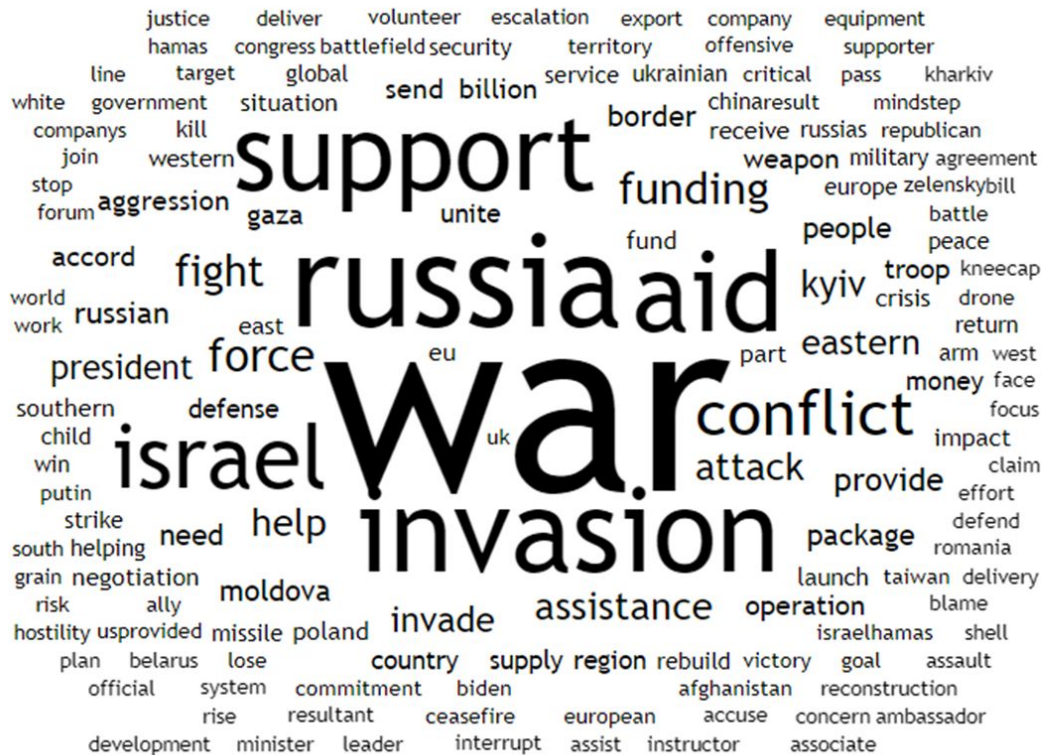 justice deliver volunteer escalation export company equipment
hamas congress battlefield security territory offensive supporter
line target global send billion service ukrainian critical pass kharkiv
white government situation border chinaresult mindstep
companys kill support receive russias republican
join western weapon military agreement
stop aggression gaza unite funding europe zelenskybill
forum battle
accord fight russia fund aid people peace
world russian kyiv troop kneecap
work east crisis drone
president force eu war part eastern return
arm west
southern defense conflict money face
child israel uk focus
win attack impact
putin provide claim
strike need help invasion package effort
south helping defend
grain negotiation moldova launch taiwan delivery romania
risk ally invade assistance operation blame
hostility usprovided missile poland israelhamas shell
plan belarus lose country supply region rebuild victory goal assault
official system commitment biden afghanistan reconstruction
rise resultant ceasefire european accuse concern ambassador
development minister leader interrupt assist instructor associate